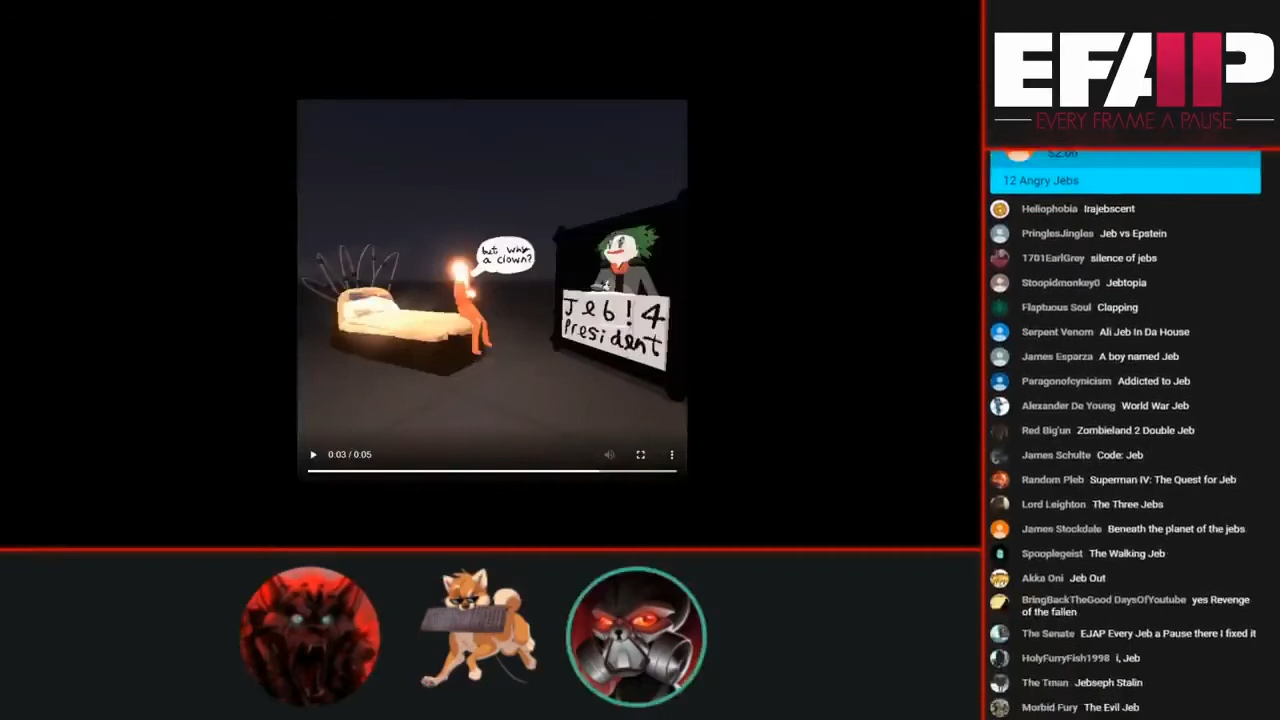 EFAP
EVERY FRAME A PAUSE
$2.00
12 Angry Jebs
but why
a clown?
Jeb!4
President
0:03 / 0:05
Heliophobia Irajebscent
PringlesJingles Jeb vs Epstein
1701EarlGrey silence of jebs
Stoopidmonkey0 Jebtopia
Flaptuous Soul Clapping
Serpent Venom Ali Jeb In Da House
James Esparza A boy named Jeb
Paragonofcynicism Addicted to Jeb
Alexander De Young World War Jeb
Red Big'un Zombieland 2 Double Jeb
James Schulte Code: Jeb
Random Pleb Superman IV: The Quest for Jeb
Lord Leighton The Three Jebs
James Stockdale Beneath the planet of the jebs
Spooplegeist The Walking Jeb
Akka Oni Jeb Out
BringBackTheGood DaysOfYoutube yes Revenge
of the fallen
The Senate EJAP Every Jeb a Pause there I fixed it
HolyFurryFish1998 i, Jeb
The Tman Jebseph Stalin
Morbid Fury The Evil Jeb